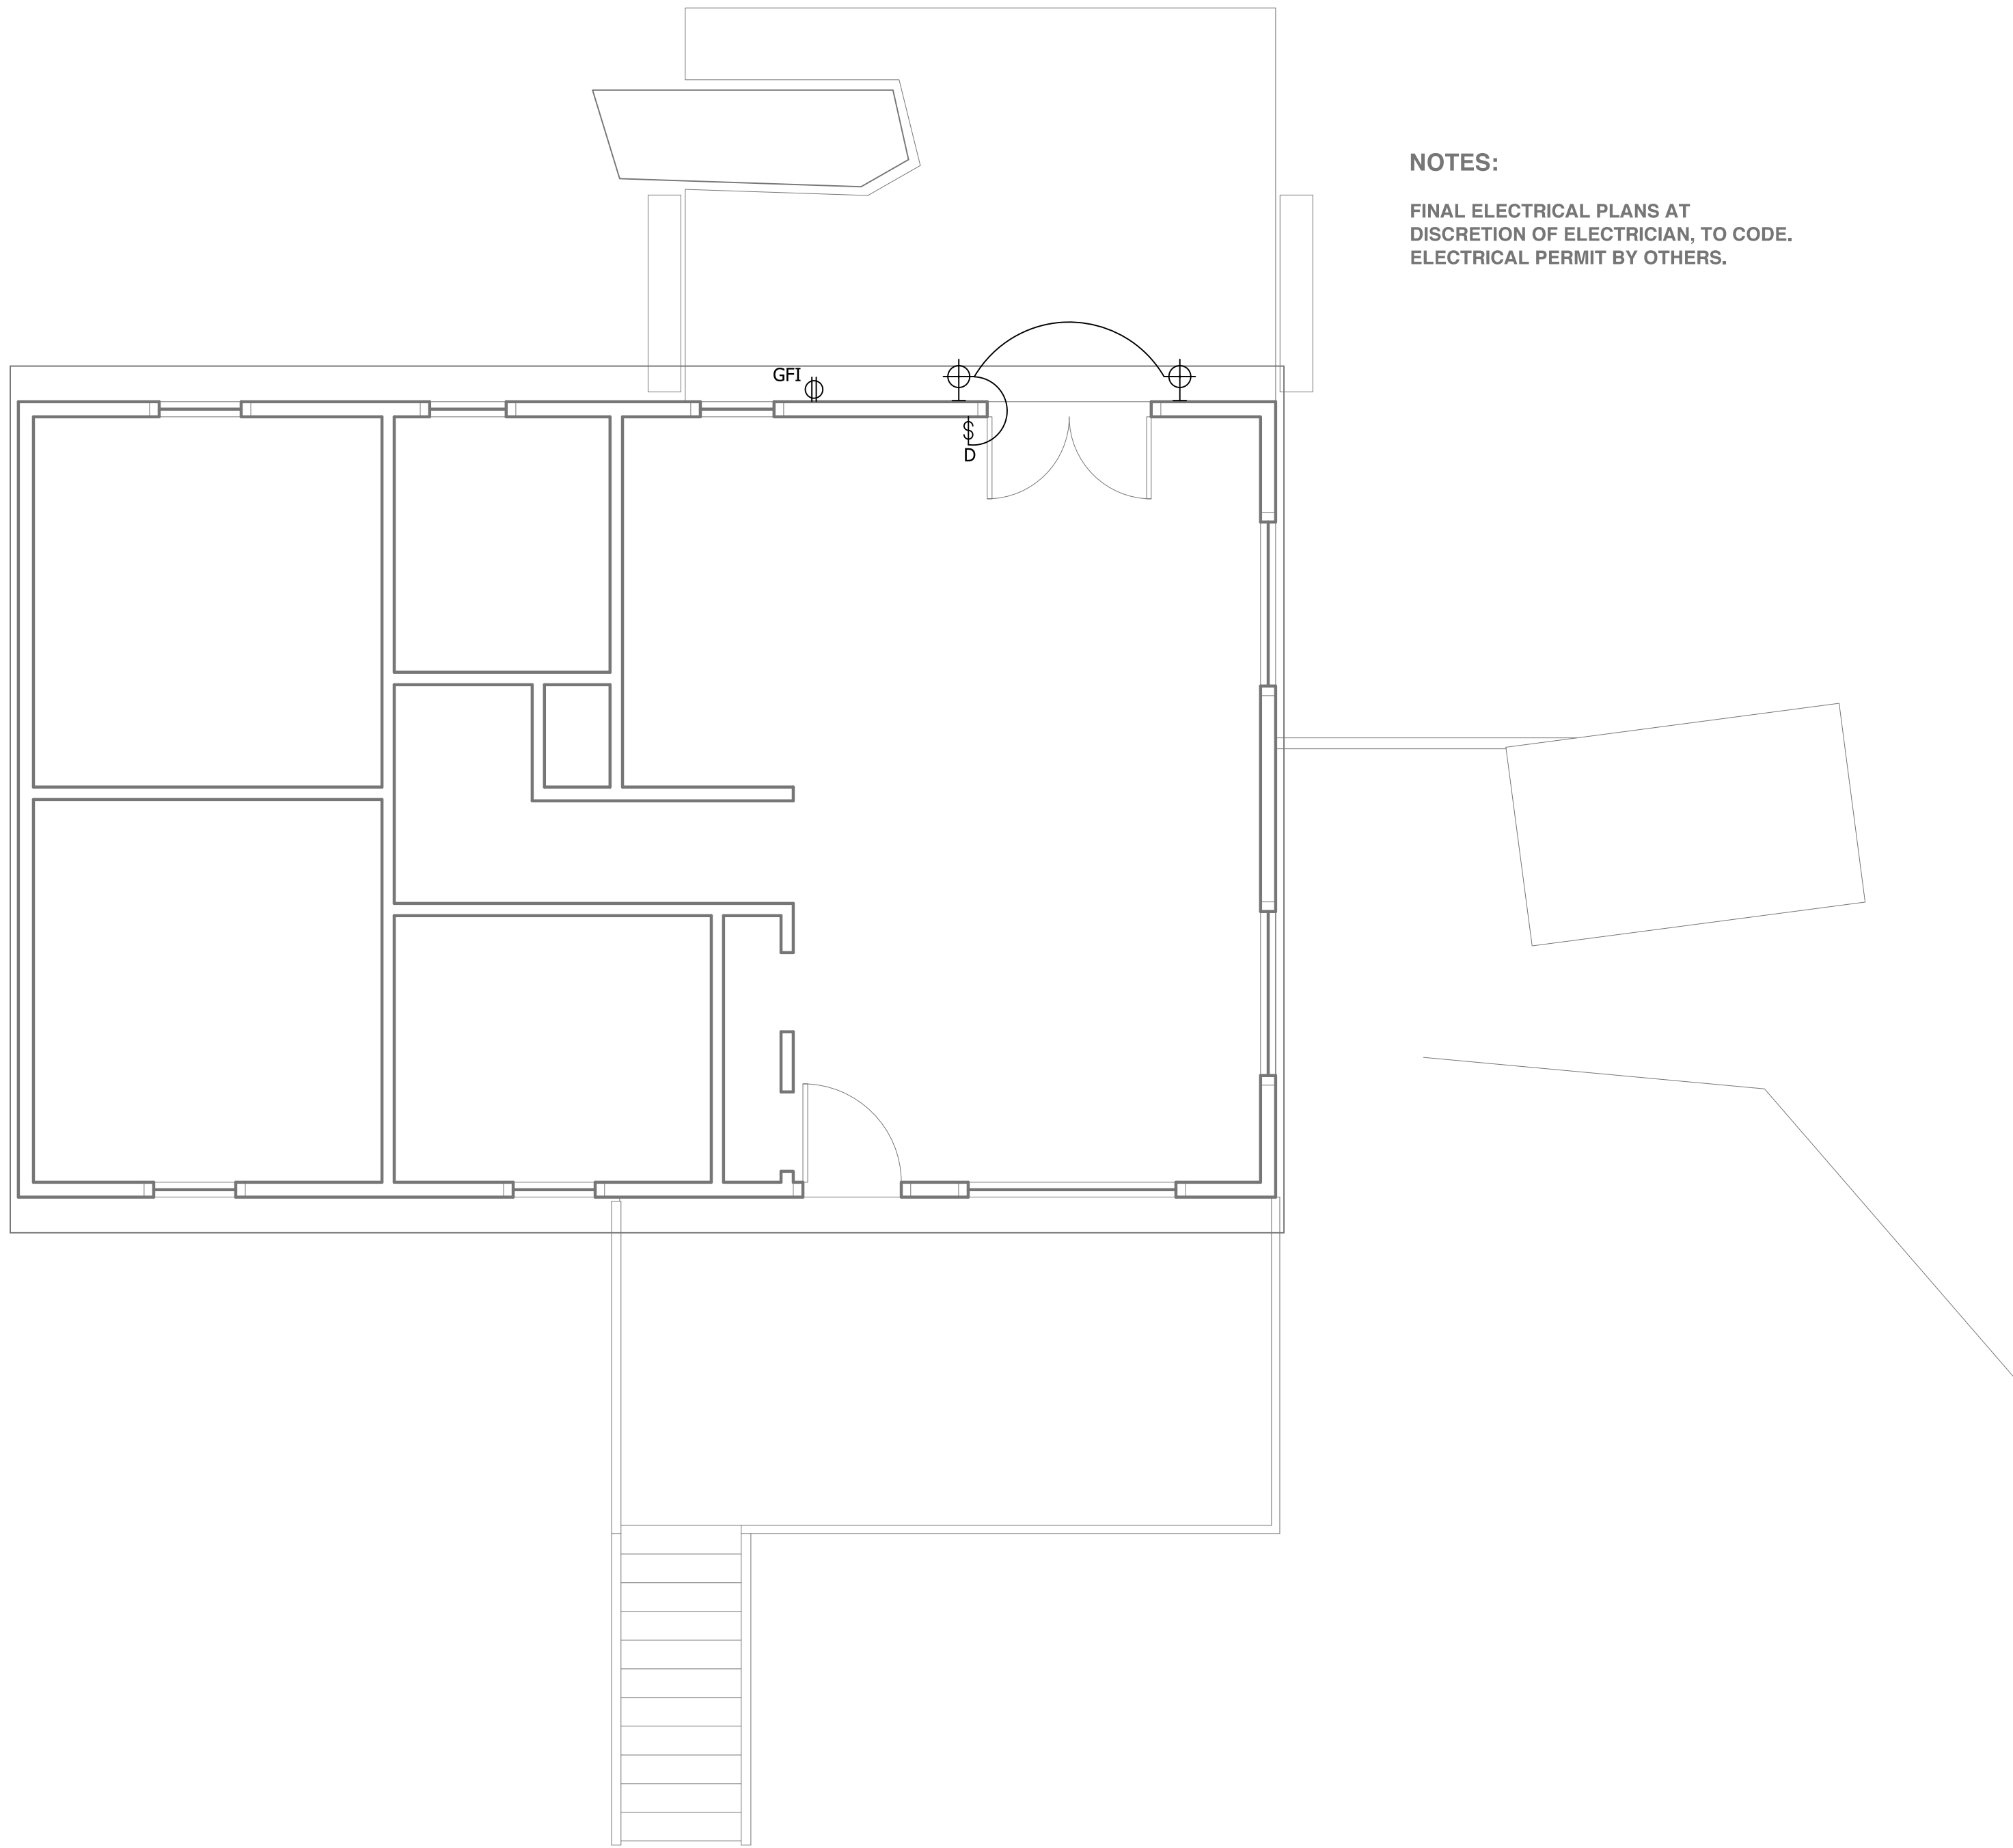 NOTES:
FINAL ELECTRICAL PLANS AT
DISCRETION OF ELECTRICIAN, TO CODE.
ELECTRICAL PERMIT BY OTHERS.
GFI
$
D